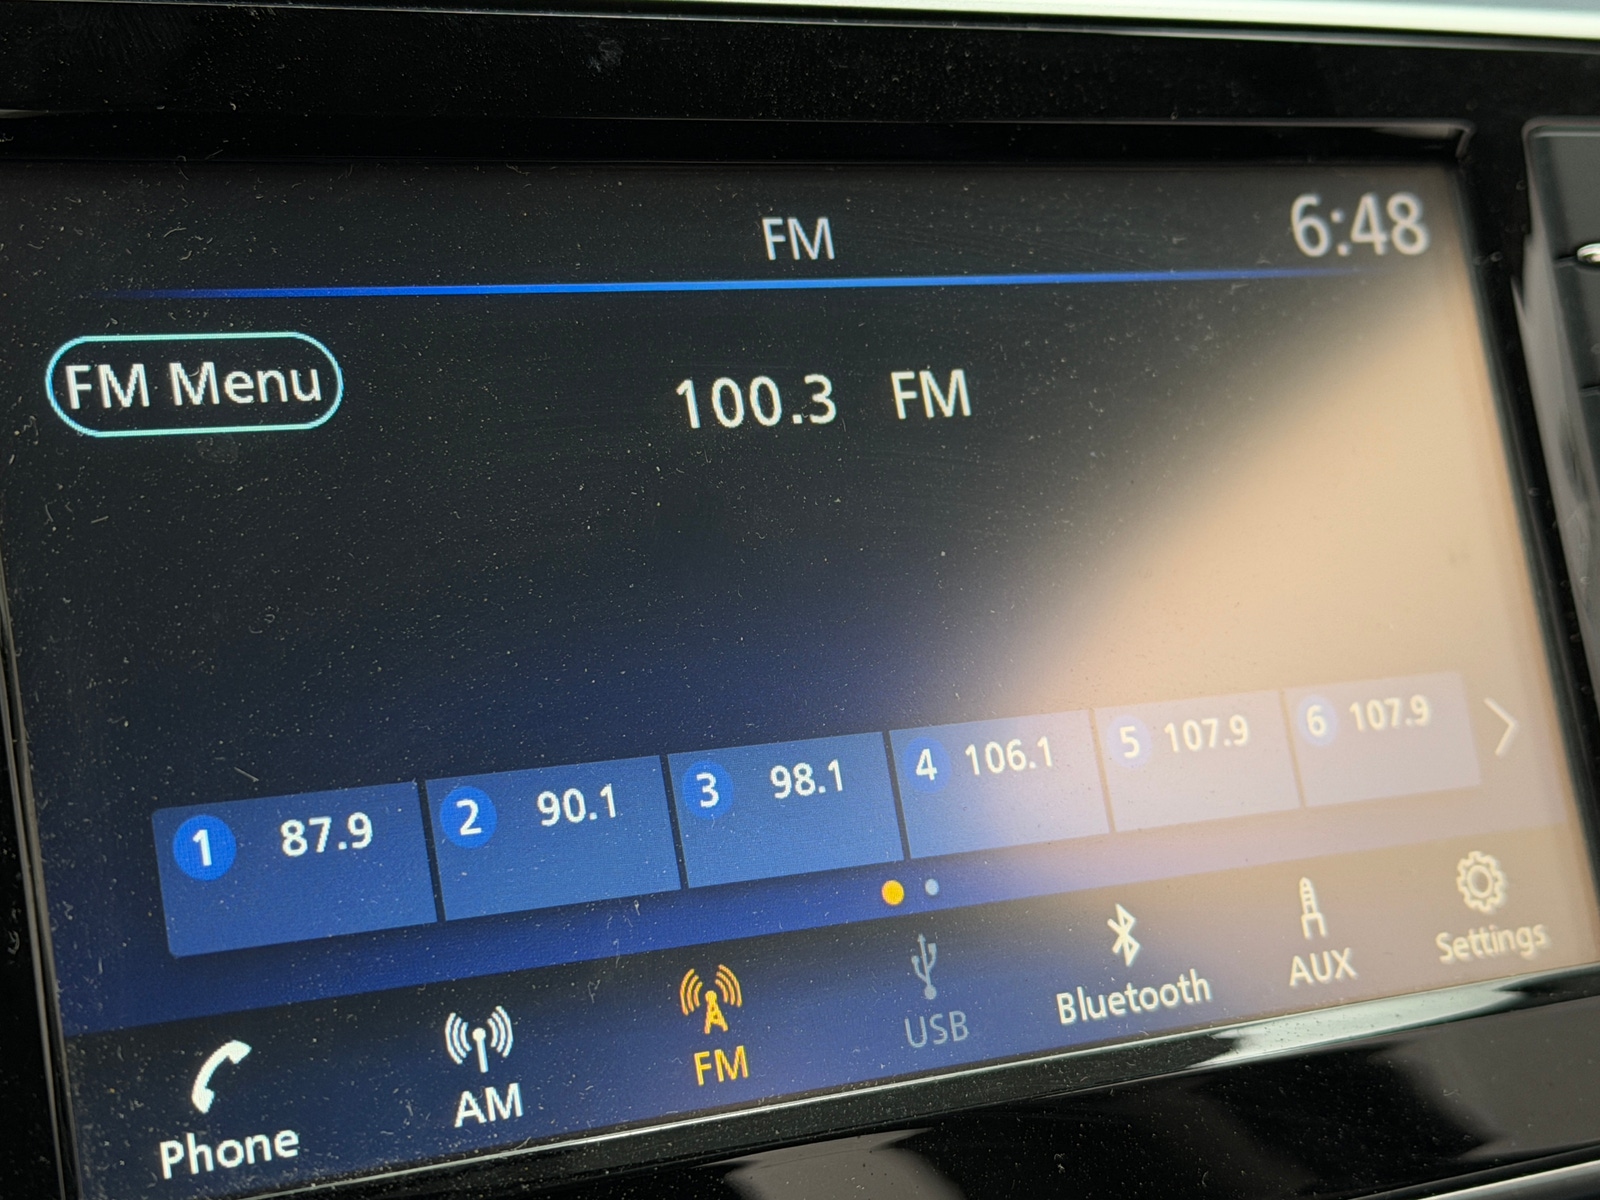 FM 6:48
FM Menu
100.3 FM
1 87.9 2 90.1 3 98.1 4 106.1 5 107.9 6 107.9
Phone AM FM USB Bluetooth AUX Settings